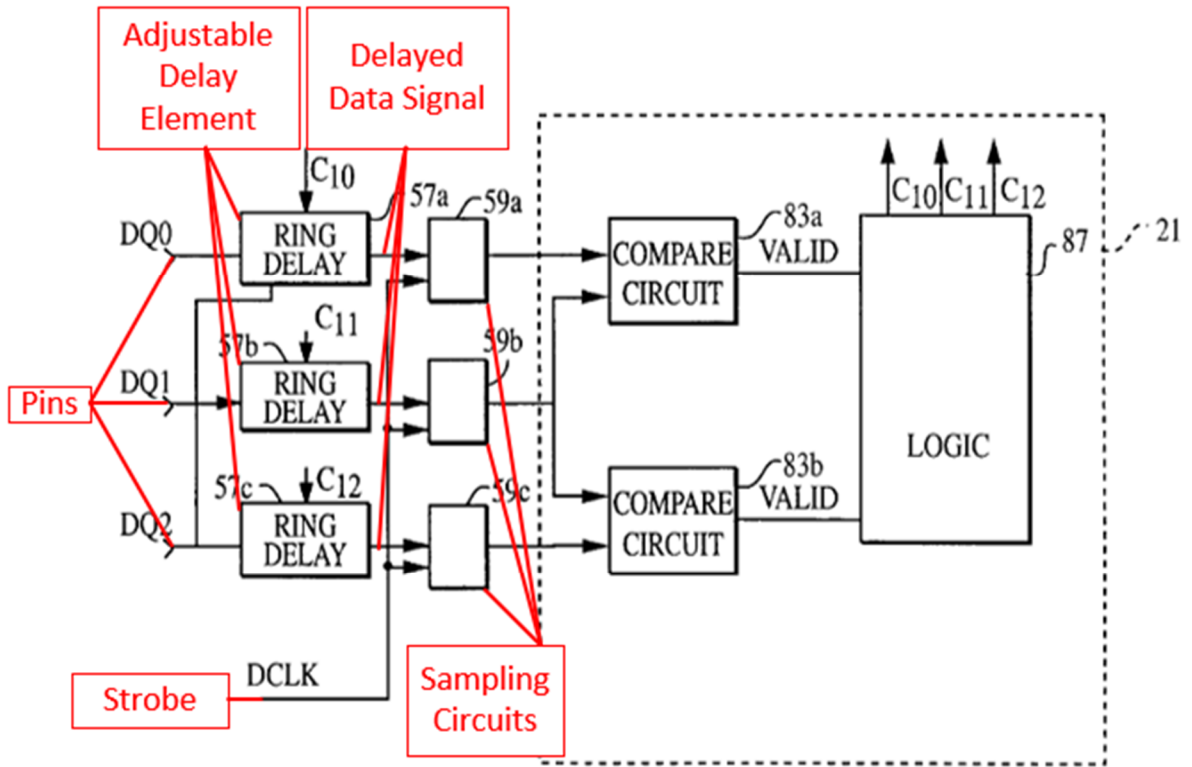 Adjustable
Delay
Element
Delayed
Data Signal
C10
57a
59a
DQ0
RING
DELAY
COMPARE
CIRCUIT
83a
VALID
C10
C11
C12
87
21
C11
57b
59b
DQ1
RING
DELAY
Pins
LOGIC
C12
57c
59c
DQ2
RING
DELAY
COMPARE
CIRCUIT
83b
VALID
DCLK
Strobe
Sampling
Circuits